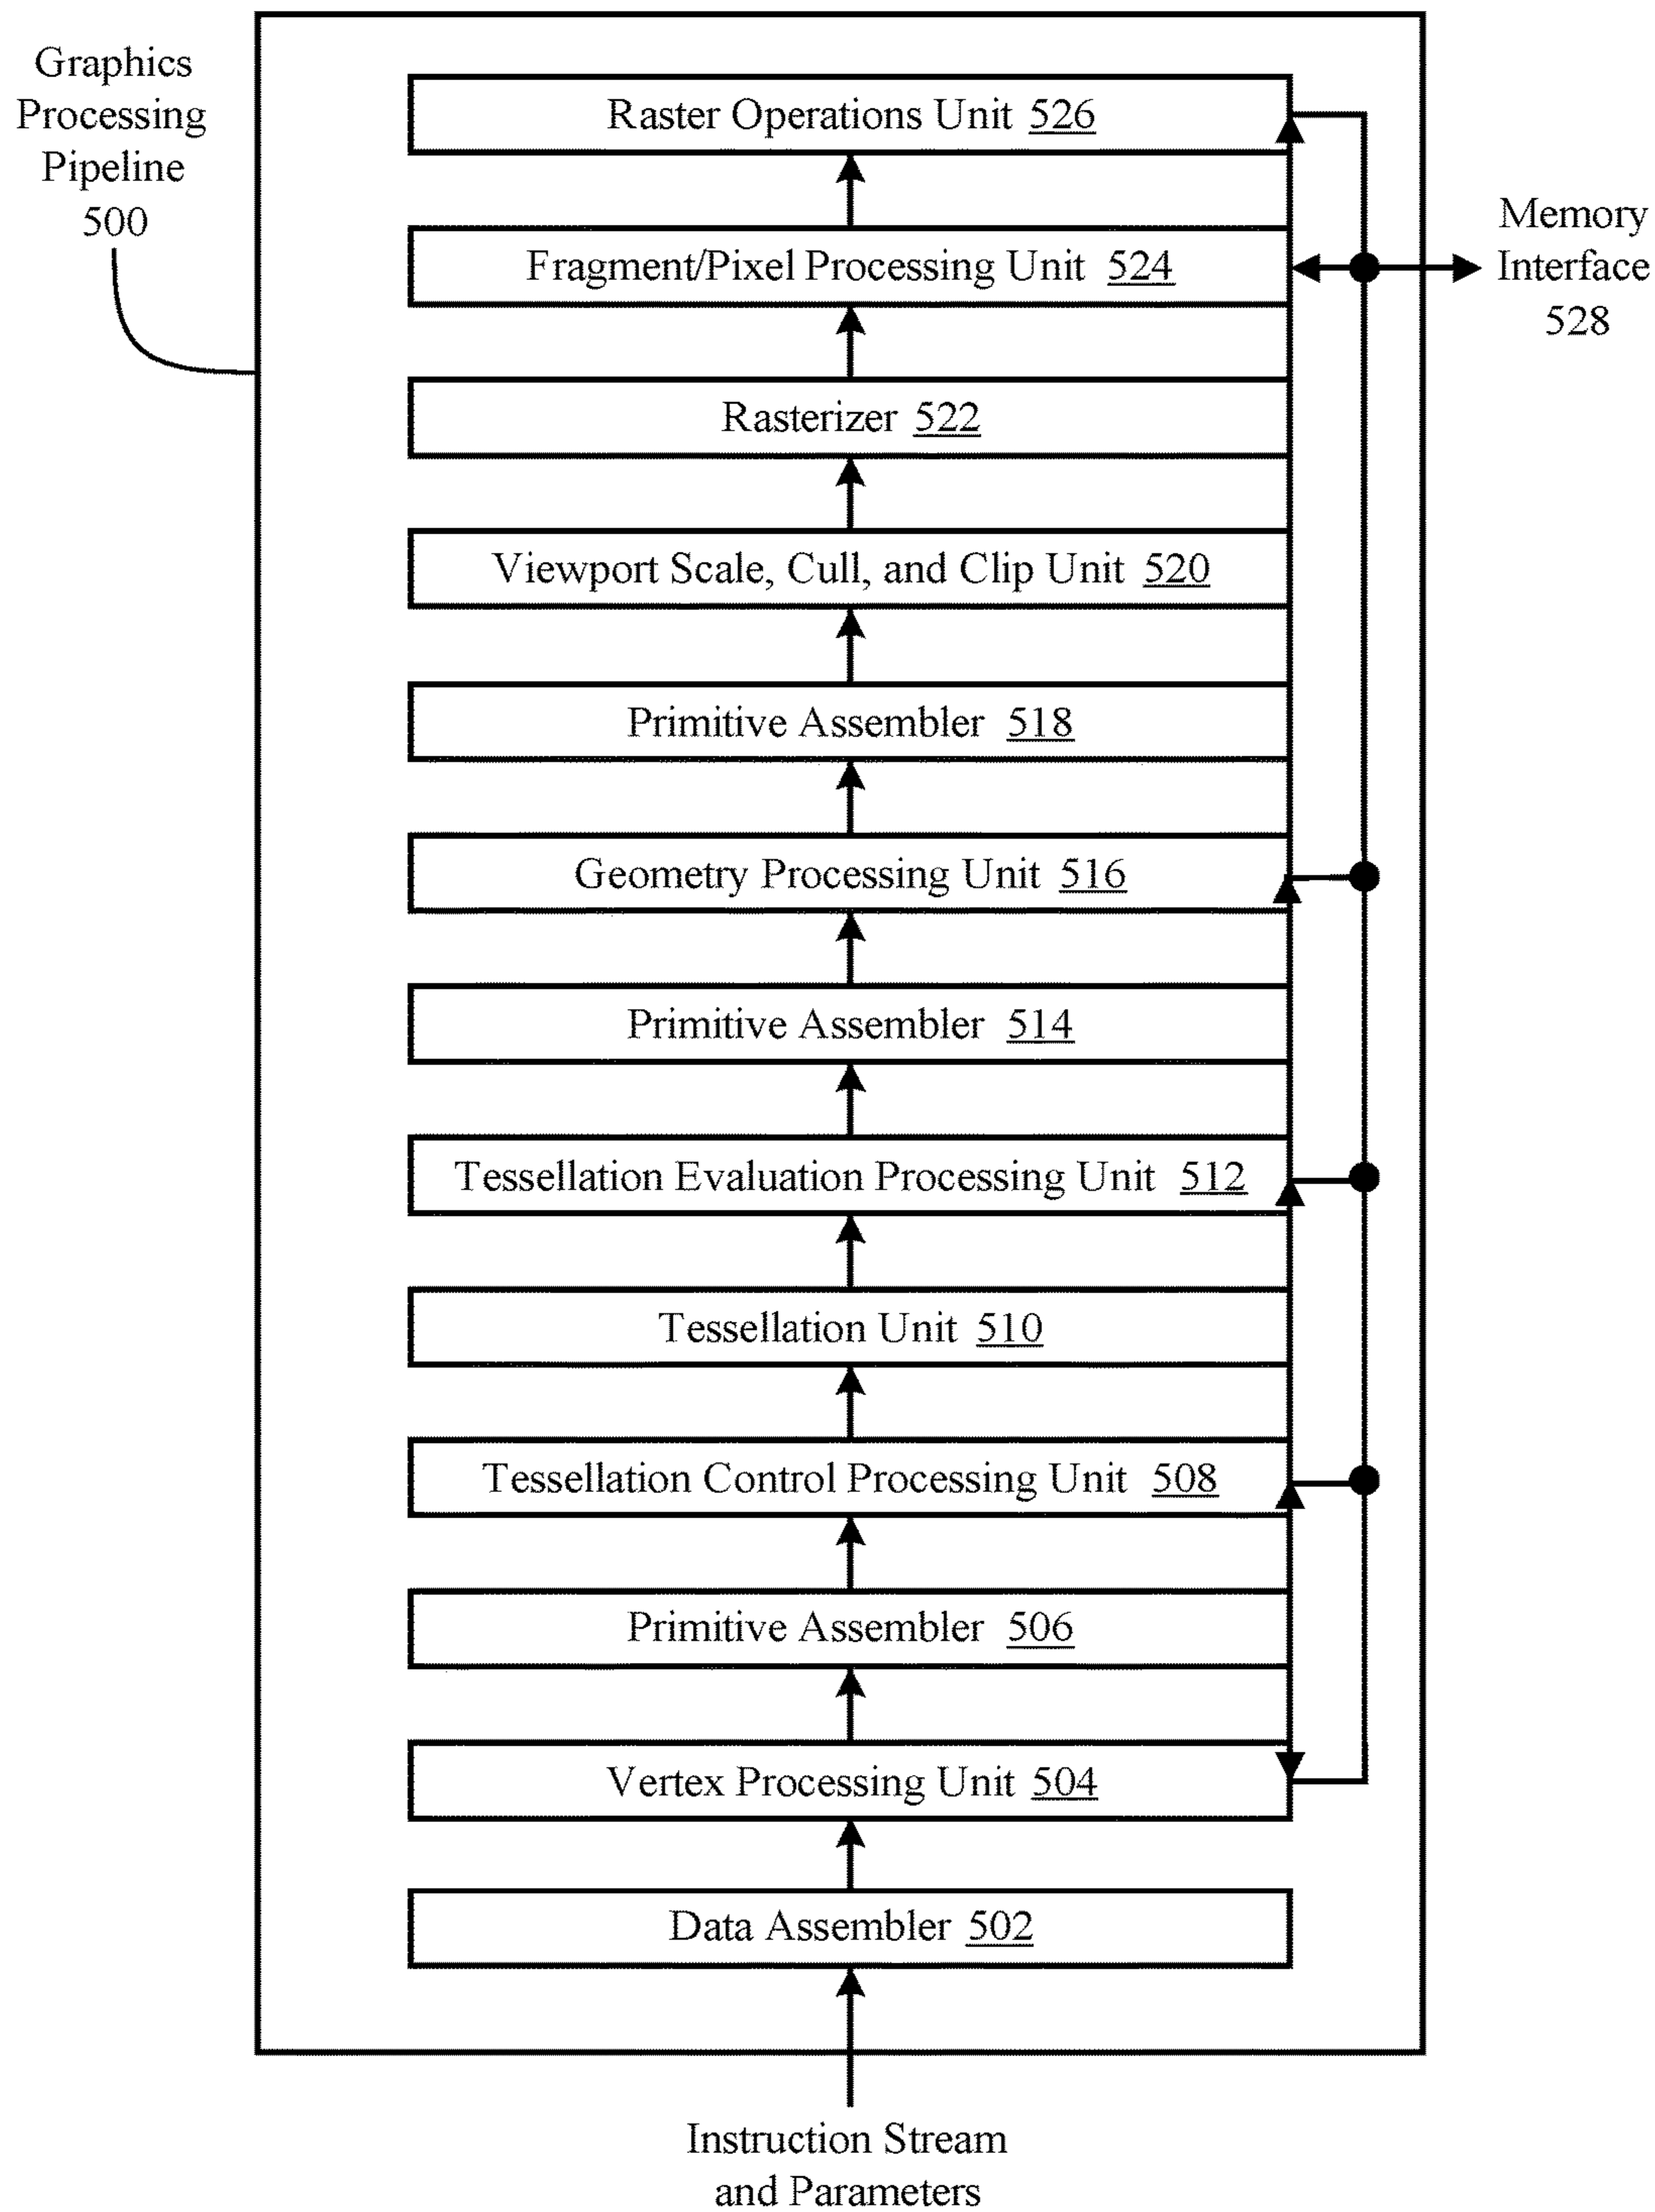 Graphics
Processing
Pipeline
500
Raster Operations Unit 526
Fragment/Pixel Processing Unit 524
Memory
Interface
528
Rasterizer 522
Viewport Scale, Cull, and Clip Unit 520
Primitive Assembler 518
Geometry Processing Unit 516
Primitive Assembler 514
Tessellation Evaluation Processing Unit 512
Tessellation Unit 510
Tessellation Control Processing Unit 508
Primitive Assembler 506
Vertex Processing Unit 504
Data Assembler 502
Instruction Stream
and Parameters